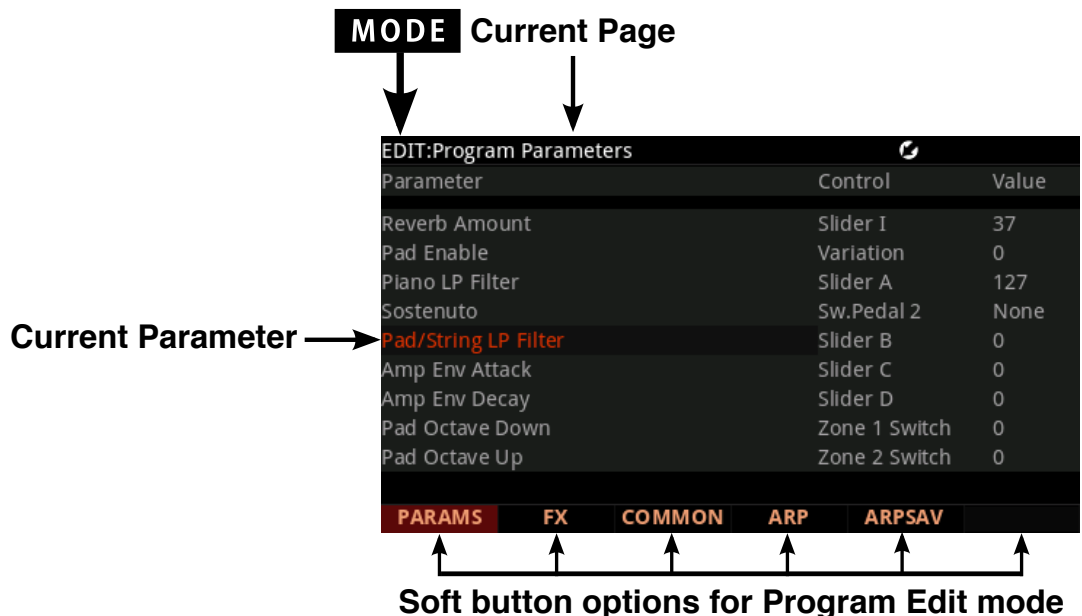 MODE Current Page
EDIT:Program Parameters
Parameter Control Value
Reverb Amount Slider I 37
Pad Enable Variation 0
Piano LP Filter Slider A 127
Sostenuto Sw.Pedal 2 None
Current Parameter Pad/String LP Filter Slider B 0
Amp Env Attack Slider C 0
Amp Env Decay Slider D 0
Pad Octave Down Zone 1 Switch 0
Pad Octave Up Zone 2 Switch 0
PARAMS FX COMMON ARP ARPSAV
Soft button options for Program Edit mode